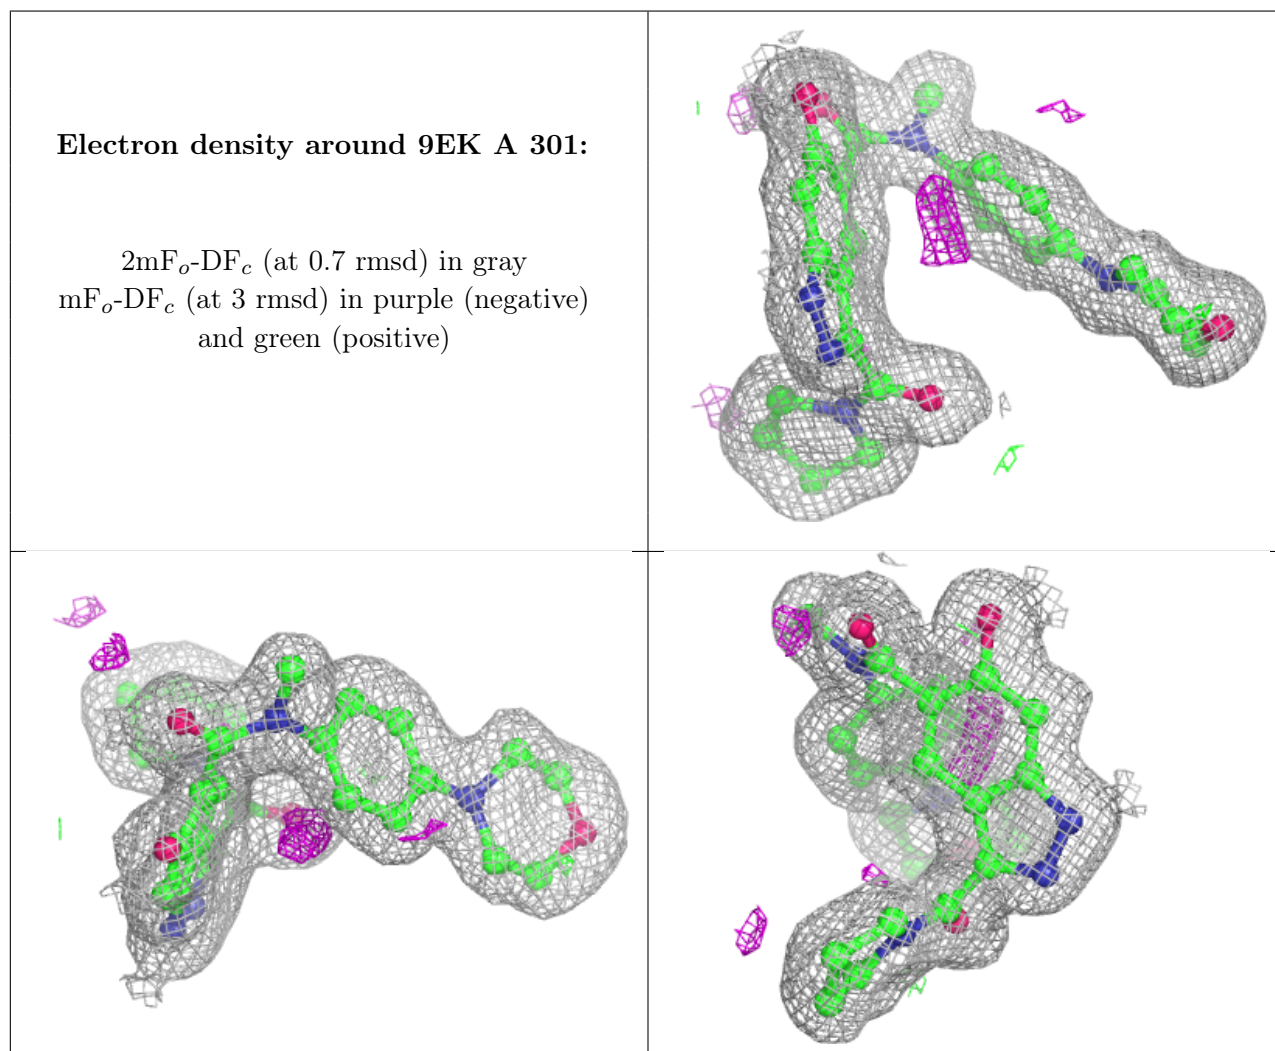 Electron density around 9EK A 301:
2mFo-DFc (at 0.7 rmsd) in gray
mFo-DFc (at 3 rmsd) in purple (negative)
and green (positive)